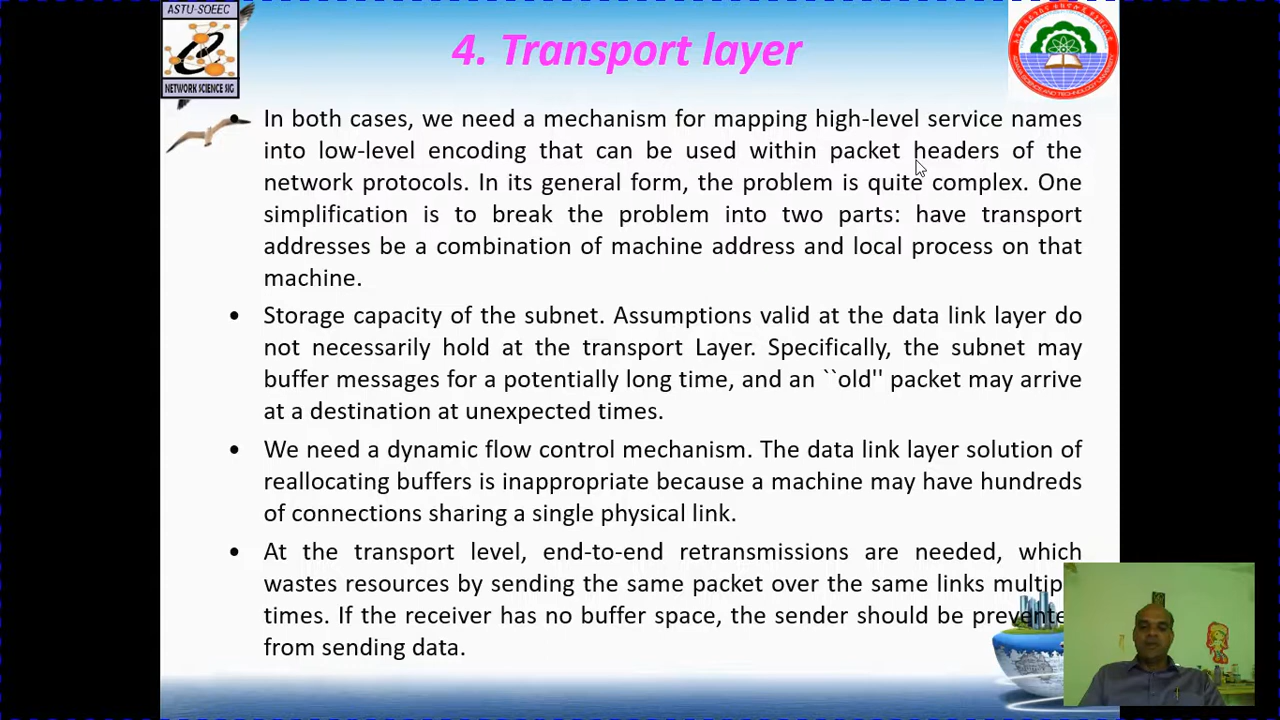 ASTU-SOEEC
NETWORK SCIENCE SIG
4. Transport layer
In both cases, we need a mechanism for mapping high-level service names
into low-level encoding that can be used within packet headers of the
network protocols. In its general form, the problem is quite complex. One
simplification is to break the problem into two parts: have transport
addresses be a combination of machine address and local process on that
machine.
• Storage capacity of the subnet. Assumptions valid at the data link layer do
not necessarily hold at the transport Layer. Specifically, the subnet may
buffer messages for a potentially long time, and an ``old'' packet may arrive
at a destination at unexpected times.
• We need a dynamic flow control mechanism. The data link layer solution of
reallocating buffers is inappropriate because a machine may have hundreds
of connections sharing a single physical link.
• At the transport level, end-to-end retransmissions are needed, which
wastes resources by sending the same packet over the same links multip
times. If the receiver has no buffer space, the sender should be prevente
from sending data.